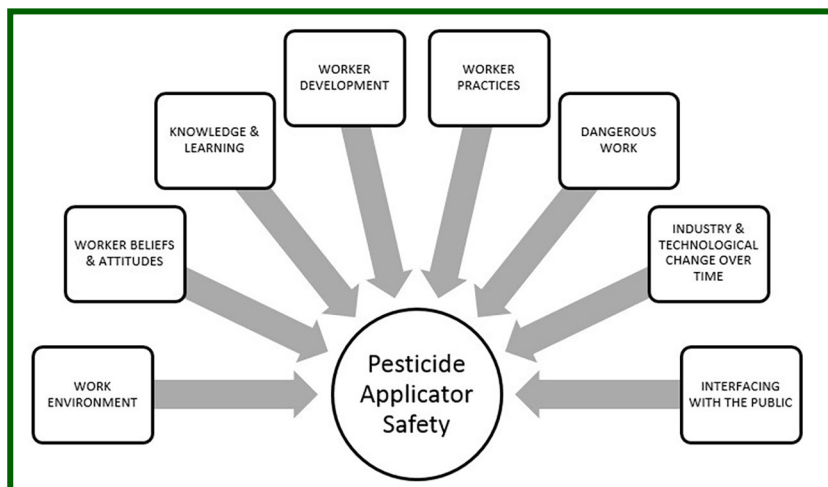 WORKER
DEVELOPMENT
WORKER
PRACTICES
KNOWLEDGE &
LEARNING
DANGEROUS
WORK
WORKER BELIEFS
& ATTITUDES
INDUSTRY &
TECHNOLOGICAL
CHANGE OVER
TIME
WORK
ENVIRONMENT
Pesticide
Applicator
Safety
INTERFACING
WITH THE PUBLIC